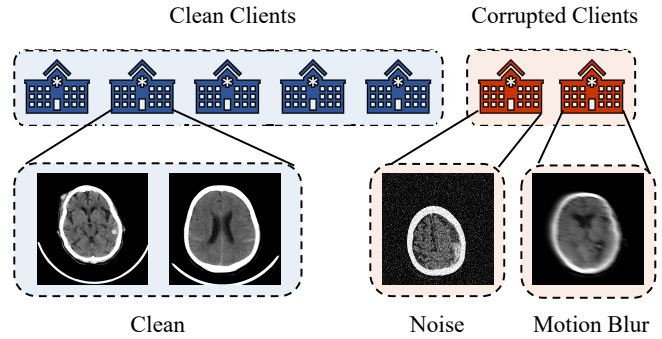 Clean Clients
Corrupted Clients
Clean
Noise
Motion Blur